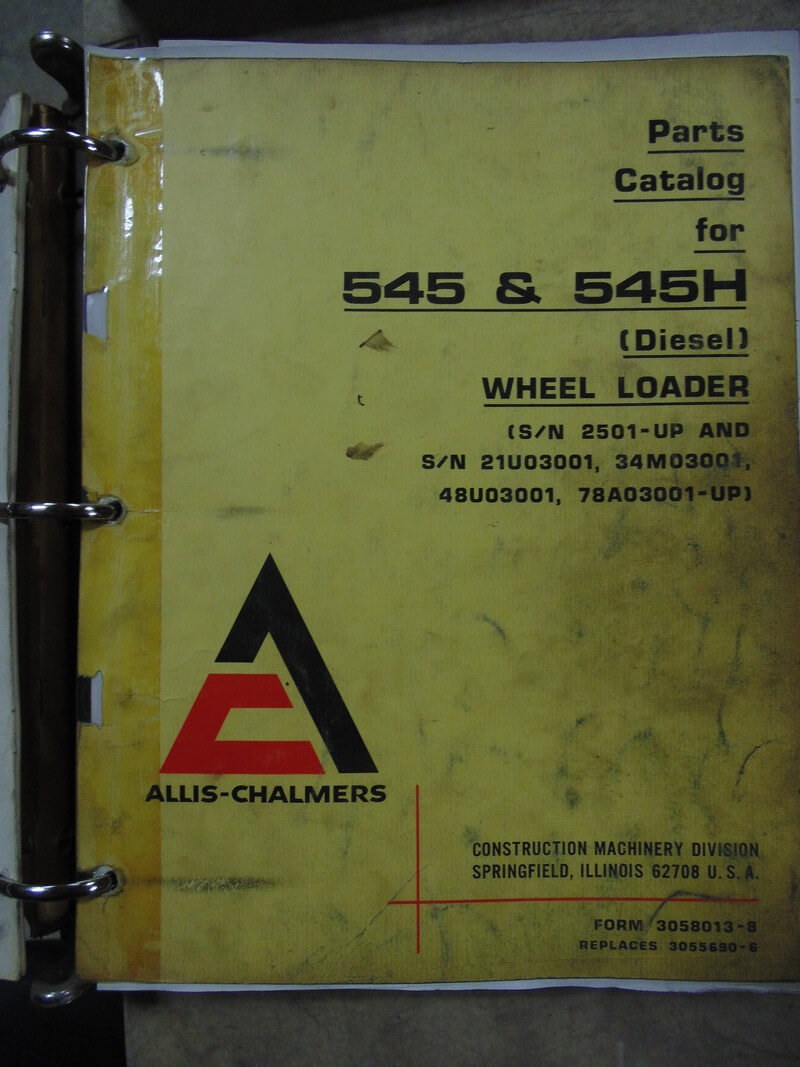 Parts
Catalog
for
545 & 545H
(Diesel)
WHEEL LOADER
(S/N 2501-UP AND
S/N 21U03001, 34M03001,
48U03001, 78A03001-UP)
ALLIS-CHALMERS
CONSTRUCTION MACHINERY DIVISION
SPRINGFIELD, ILLINOIS 62708 U. S. A.
FORM 3058013-8
REPLACES 3055690-6